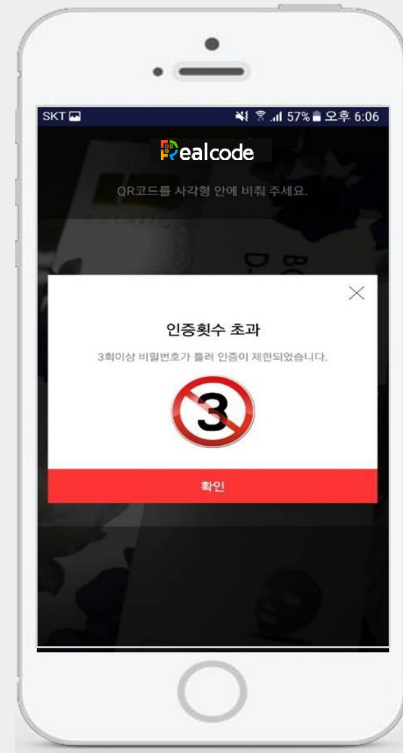 SKT 57% 오후 6:06
Realcode
QR코드를 사각형 안에 비춰 주세요.
인증횟수 초과
3회이상 비밀번호가 틀려 인증이 제한되었습니다.
3
확인